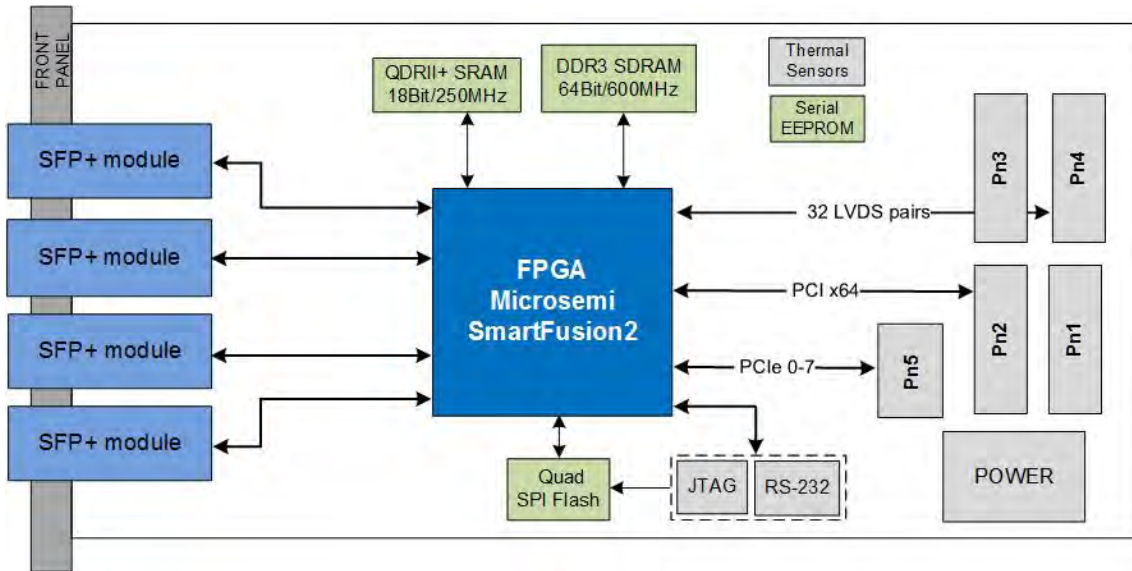 FRONT
PANEL
QDRII+ SRAM
18Bit/250MHz
DDR3 SDRAM
64Bit/600MHz
Thermal
Sensors
Serial
EEPROM
SFP+ module
SFP+ module
SFP+ module
SFP+ module
FPGA
Microsemi
SmartFusion2
32 LVDS pairs
Pn3
Pn4
PCI x64
Pn2
Pn1
PCIe 0-7
Pn5
Quad
SPI Flash
JTAG
RS-232
POWER